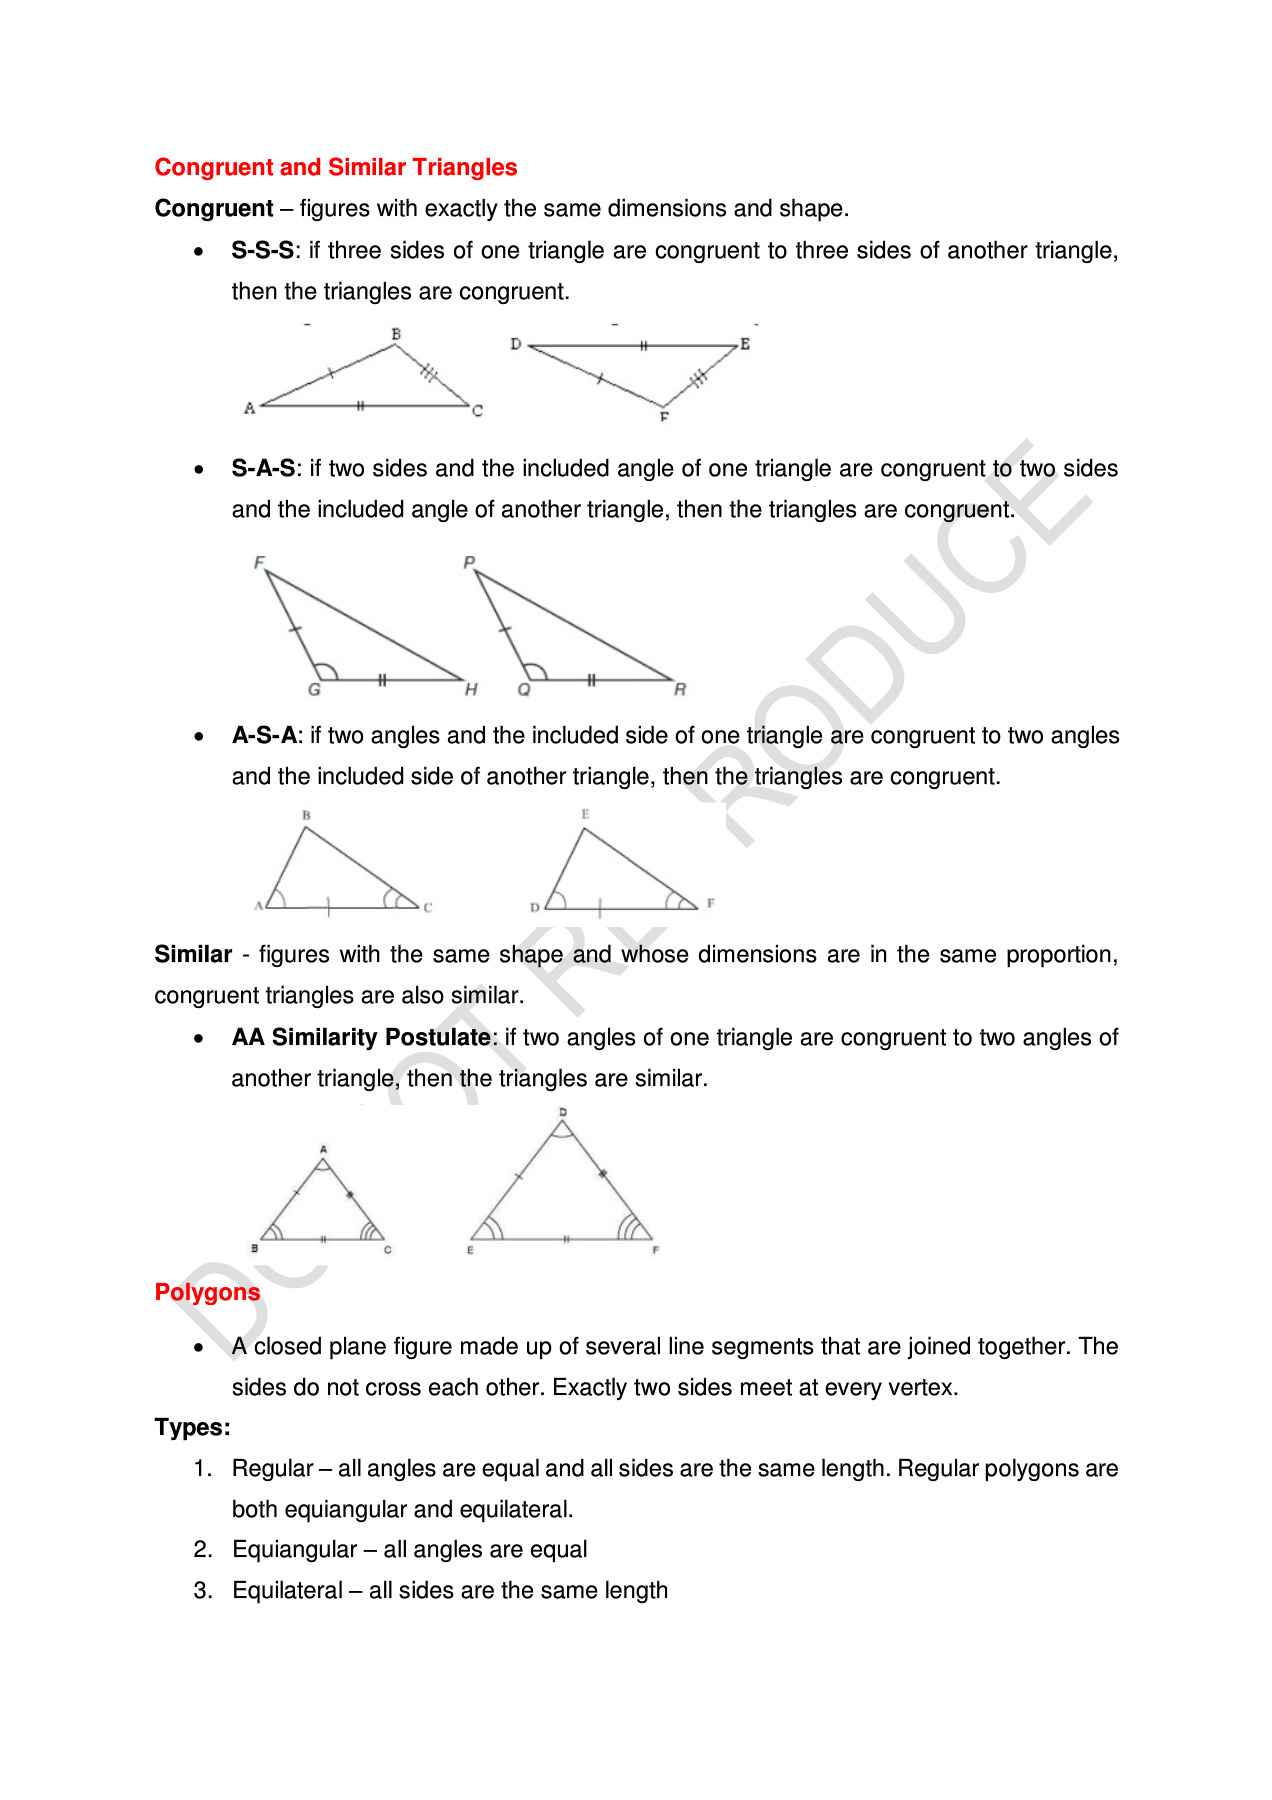 Congruent and Similar Triangles
Congruent – figures with exactly the same dimensions and shape.
• S-S-S: if three sides of one triangle are congruent to three sides of another triangle,
then the triangles are congruent.
B
D
E
A
C
F
• S-A-S: if two sides and the included angle of one triangle are congruent to two sides
and the included angle of another triangle, then the triangles are congruent.
F
P
G
H
Q
R
• A-S-A: if two angles and the included side of one triangle are congruent to two angles
and the included side of another triangle, then the triangles are congruent.
B
E
A
C
D
F
Similar - figures with the same shape and whose dimensions are in the same proportion,
congruent triangles are also similar.
• AA Similarity Postulate: if two angles of one triangle are congruent to two angles of
another triangle, then the triangles are similar.
D
A
B
C
E
F
Polygons
• A closed plane figure made up of several line segments that are joined together. The
sides do not cross each other. Exactly two sides meet at every vertex.
Types:
1. Regular – all angles are equal and all sides are the same length. Regular polygons are
both equiangular and equilateral.
2. Equiangular – all angles are equal
3. Equilateral – all sides are the same length
DO NOT REPRODUCE